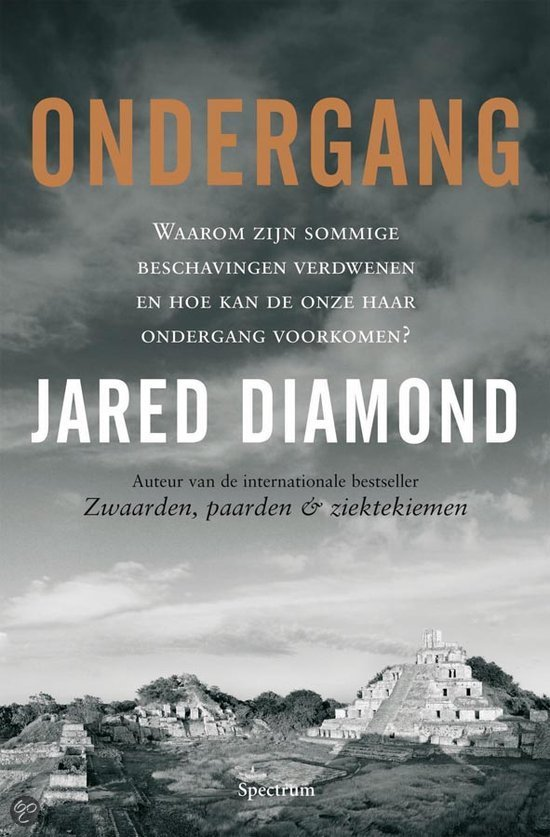 ONDERGANG
WAAROM ZIJN SOMMIGE
BESCHAVINGEN VERDWENEN
EN HOE KAN DE ONZE HAAR
ONDERGANG VOORKOMEN?
JARED DIAMOND
Auteur van de internationale bestseller
Zwaarden, paarden & ziektekiemen
Spectrum